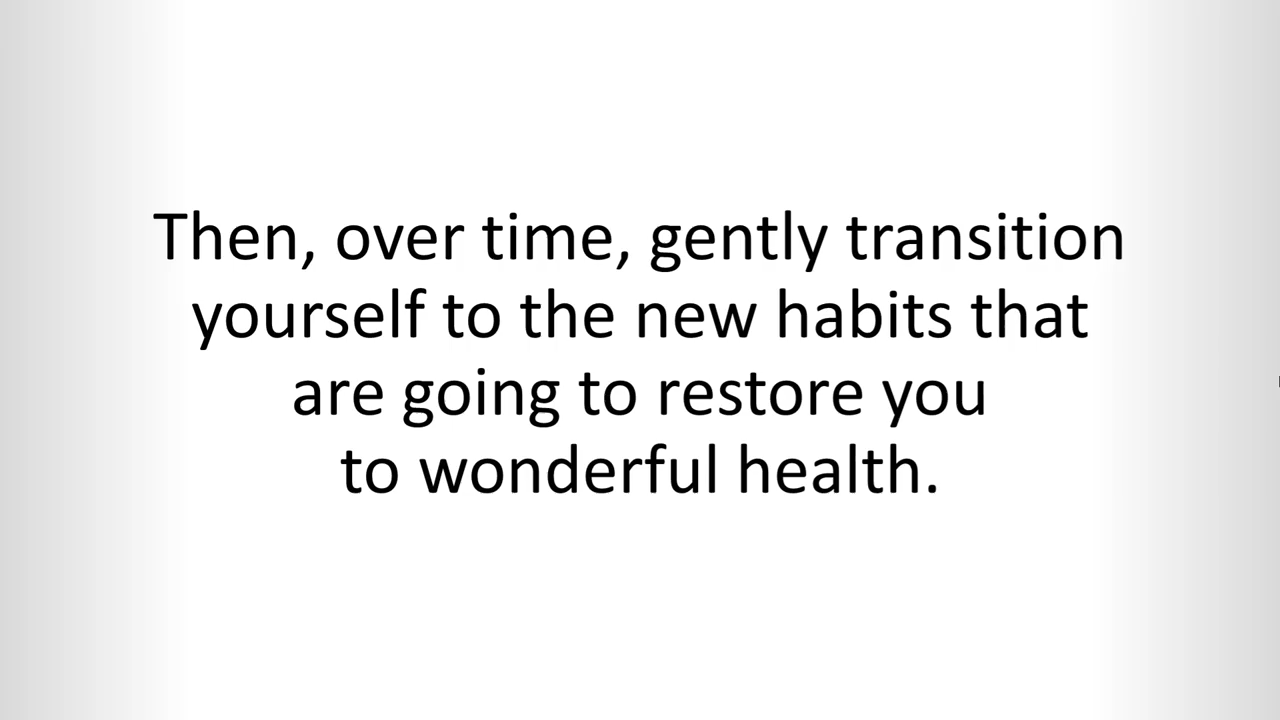 Then, over time, gently transition
yourself to the new habits that
are going to restore you
to wonderful health.